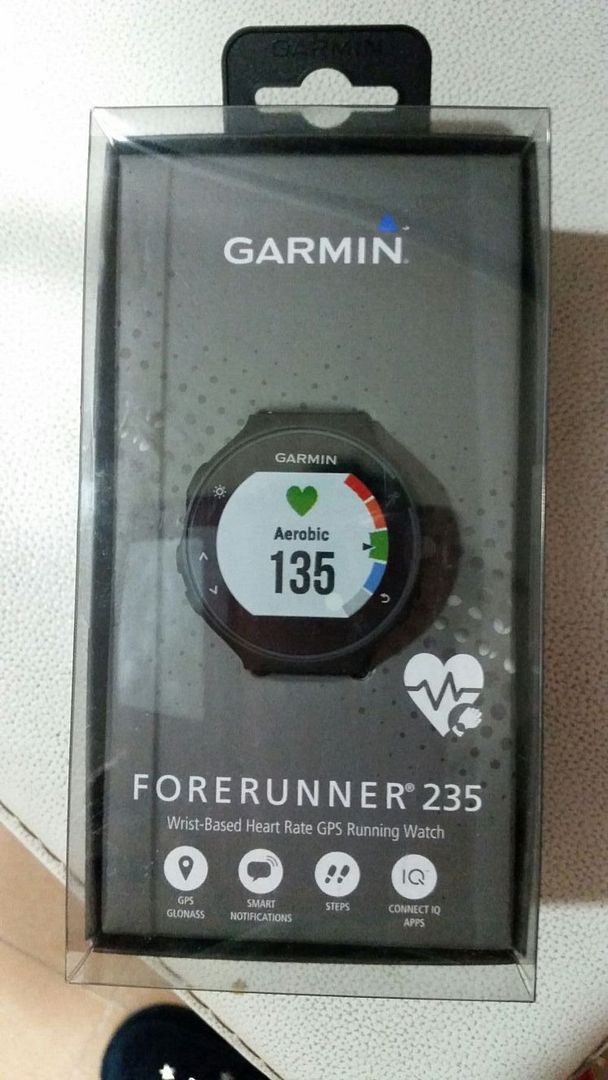 GARMIN
GARMIN
GARMIN
Aerobic
135
FORERUNNER® 235
Wrist-Based Heart Rate GPS Running Watch
GPS
GLONASS
SMART
NOTIFICATIONS
STEPS
IQ
CONNECT IQ
APPS